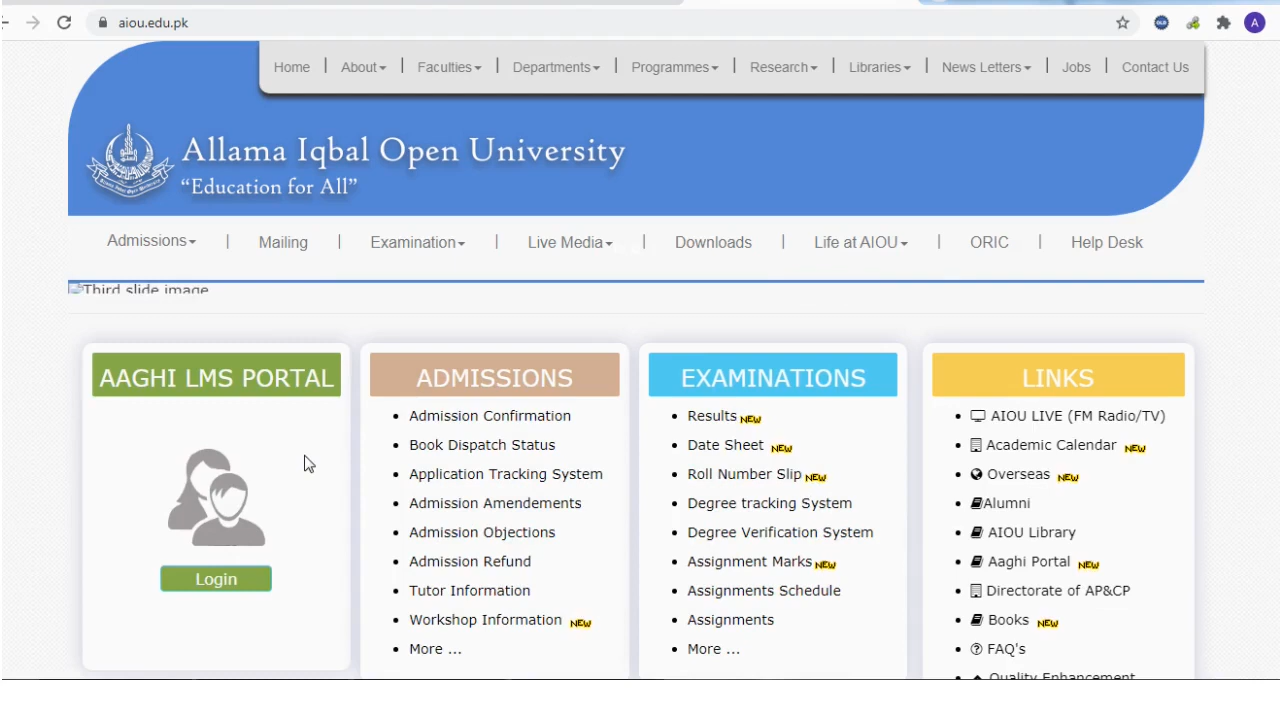 aiou.edu.pk
A
Home | About | Faculties | Departments | Programmes | Research | Libraries | News Letters | Jobs | Contact Us
Allama Iqbal Open University
“Education for All”
Admissions | Mailing | Examination | Live Media | Downloads | Life at AIOU | ORIC | Help Desk
Third slide image
AAGHI LMS PORTAL
Login
ADMISSIONS
Admission Confirmation
Book Dispatch Status
Application Tracking System
Admission Amendements
Admission Objections
Admission Refund
Tutor Information
Workshop Information NEW
More ...
EXAMINATIONS
Results NEW
Date Sheet NEW
Roll Number Slip NEW
Degree tracking System
Degree Verification System
Assignment Marks NEW
Assignments Schedule
Assignments
More ...
LINKS
AIOU LIVE (FM Radio/TV)
Academic Calendar NEW
Overseas NEW
Alumni
AIOU Library
Aaghi Portal NEW
Directorate of AP&CP
Books NEW
FAQ's
Quality Enhancement